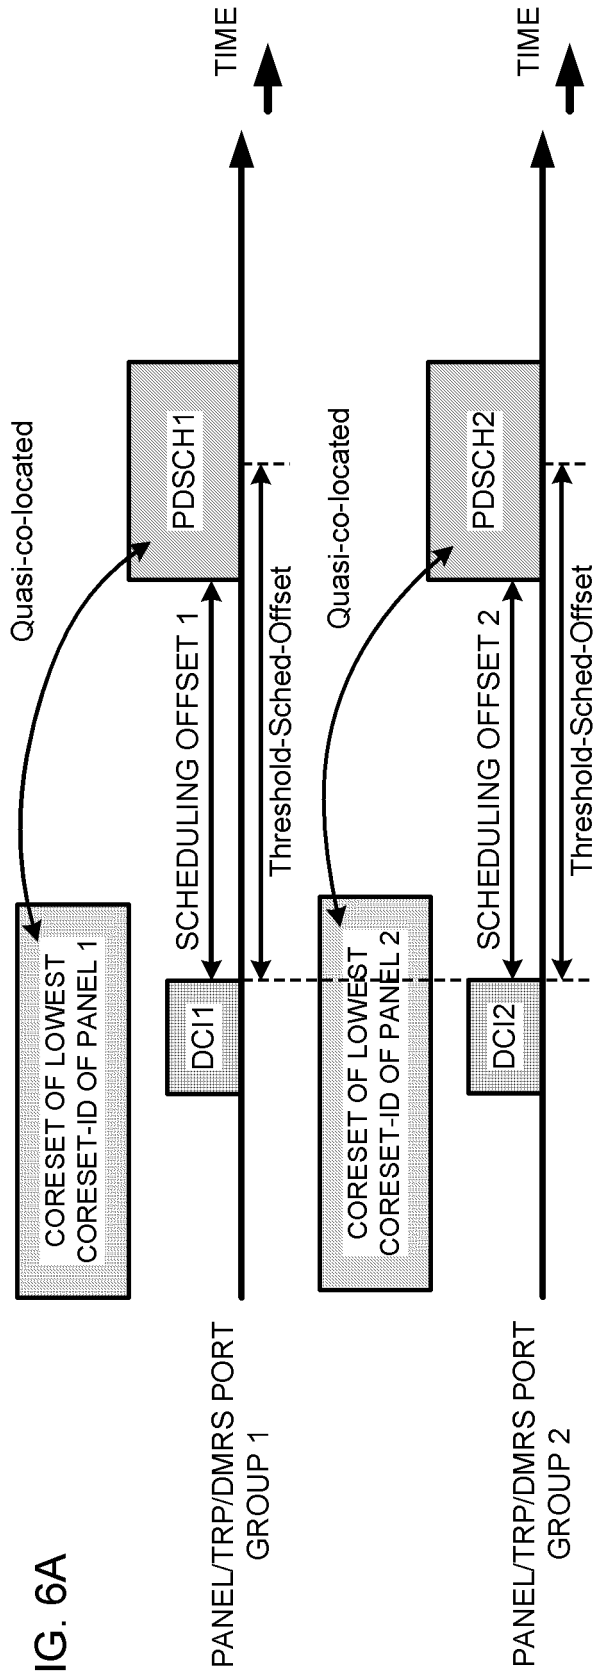 IG. 6A
PANEL/TRP/DMRS PORT
GROUP 1
CORESET OF LOWEST
CORESET-ID OF PANEL 1
DCI1
Quasi-co-located
SCHEDULING OFFSET 1
Threshold-Sched-Offset
PDSCH1
TIME
PANEL/TRP/DMRS PORT
GROUP 2
CORESET OF LOWEST
CORESET-ID OF PANEL 2
DCI2
Quasi-co-located
SCHEDULING OFFSET 2
Threshold-Sched-Offset
PDSCH2
TIME